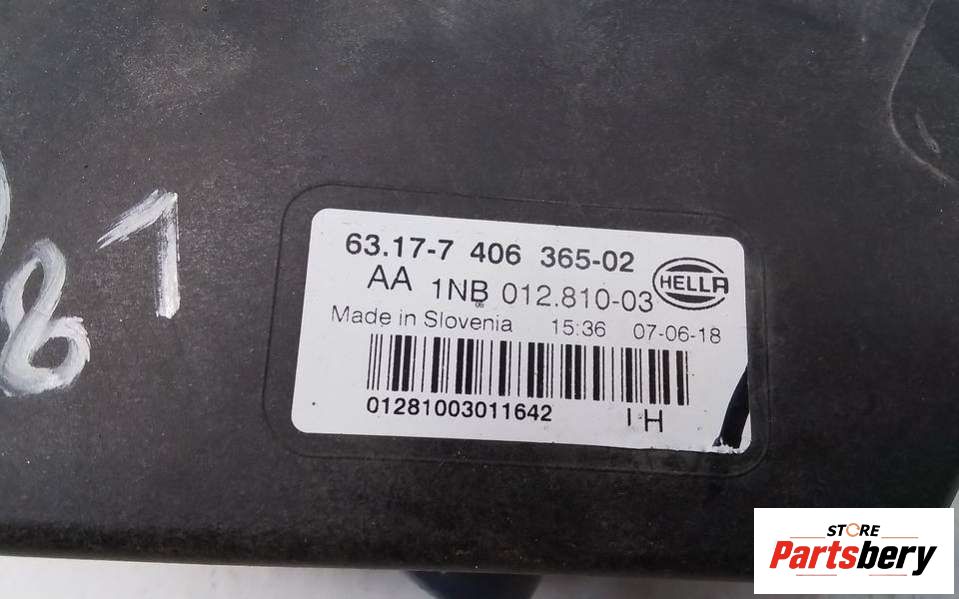 81
63.17-7 406 365-02
AA 1NB 012.810-03
HELLA
Made in Slovenia 15:36 07-06-18
01281003011642 I H
STORE
Partsbery